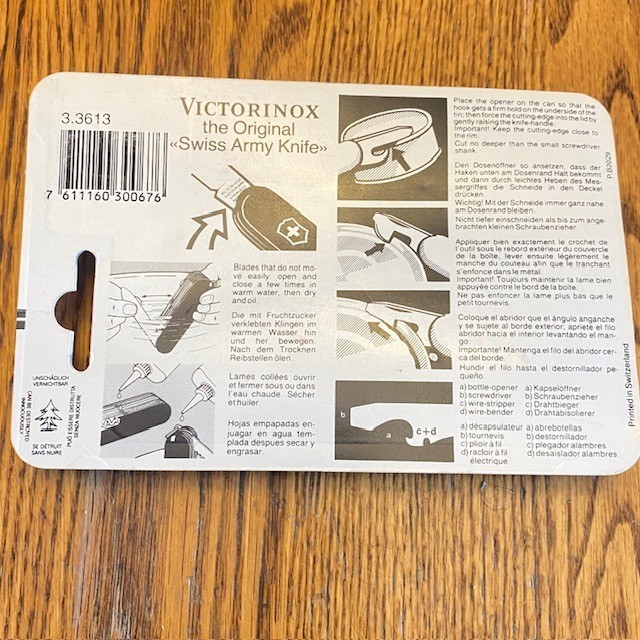 3.3613
7 611160 300676
VICTORINOX
the Original
«Swiss Army Knife»
Blades that do not mo-
ve easily: open and
close a few times in
warm water, then dry
and oil.
Die mit Fruchtzucker
verklebten Klingen im
warmen Wasser hin
und her bewegen.
Nach dem Trocknen
Reibstellen ölen.
Lames collées ouvrir
et fermer sous ou dans
l'eau chaude. Sécher
et huiler.
Hojas empapadas en-
juagar en agua tem-
plada despues secar y
engrasar.
b
a
c+d
Place the opener on the can so that the
hook gets a firm hold on the underside of the
tin; then force the cutting-edge into the lid by
gently raising the knife-handle.
Important! Keep the cutting-edge close to
the rim.
Cut no deeper than the small screwdriver
shank.
Den Dosenöffner so ansetzen, dass der
Haken unten am Dosenrand Halt bekommt
und dann durch leichtes Heben des Mes-
sergriffes die Schneide in den Deckel
drücken.
Wichtig! Mit der Schneide immer ganz nahe
am Dosenrand bleiben.
Nicht tiefer einschneiden als bis zum ange-
brachten kleinen Schraubenzieher.
Appliquer bien exactement le crochet de
l'outil sous le rebord extérieur du couvercle
de la boîte, lever ensuite légèrement le
manche du couteau afin que le tranchant
s'enfonce dans le métal.
Important! Toujours maintenir la lame bien
appuyée contre le bord de la boîte.
Ne pas enfoncer la lame plus bas que le
petit tournevis.
Coloque el abridor que el ángulo enganche
y se sujete al borde exterior; apriete el filo
abridor hacia el interior levantando el man-
go.
Importante! Mantenga el filo del abridor cer-
ca del borde.
Hundir el filo hasta el destornillador pe-
queño.
a) bottle-opener a) Kapselöffner
b) screwdriver b) Schraubenzieher
c) wire-stripper c) Drahtbieger
d) wire-bender d) Drahtabisolierer
a) décapsulateur a) abrebotellas
b) tournevis b) destornillador
c) plioir à fil c) plegador alambres
d) racloir à fil d) desaislador alambres
électrique
P.B2029
Printed in Switzerland
UNSCHÄDLICH
VERNICHTBAR
CAN BE DESTROYED
INNOCUOUSLY
PUÒ ESSERE DISTRUTTA
SENZA NUOCERE
SE DÉTRUIT
SANS NUIRE